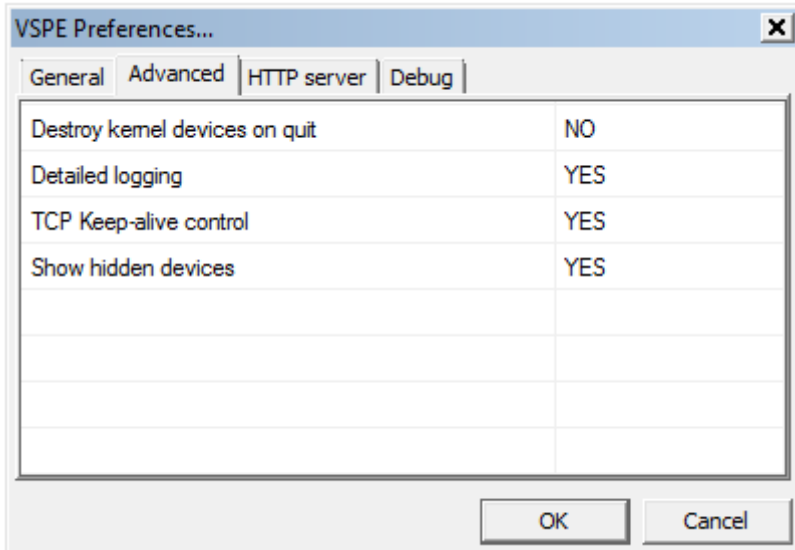 VSPE Preferences...
General Advanced HTTP server Debug
Destroy kernel devices on quit NO
Detailed logging YES
TCP Keep-alive control YES
Show hidden devices YES
OK Cancel